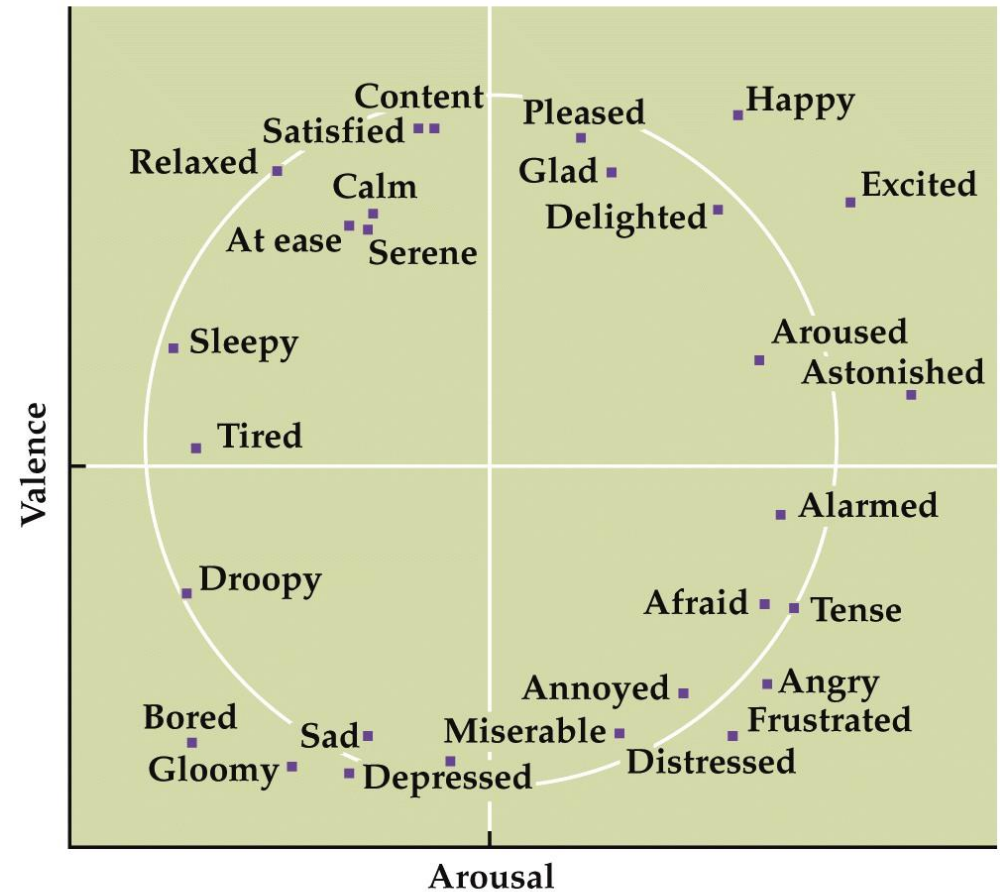 Content
Happy
Pleased
Satisfied
Relaxed
Glad
Calm
Excited
Delighted
At ease
Serene
Aroused
Sleepy
Astonished
Tired
Valence
Alarmed
Droopy
Afraid
Tense
Annoyed
Angry
Bored
Frustrated
Sad
Miserable
Distressed
Gloomy
Depressed
Arousal